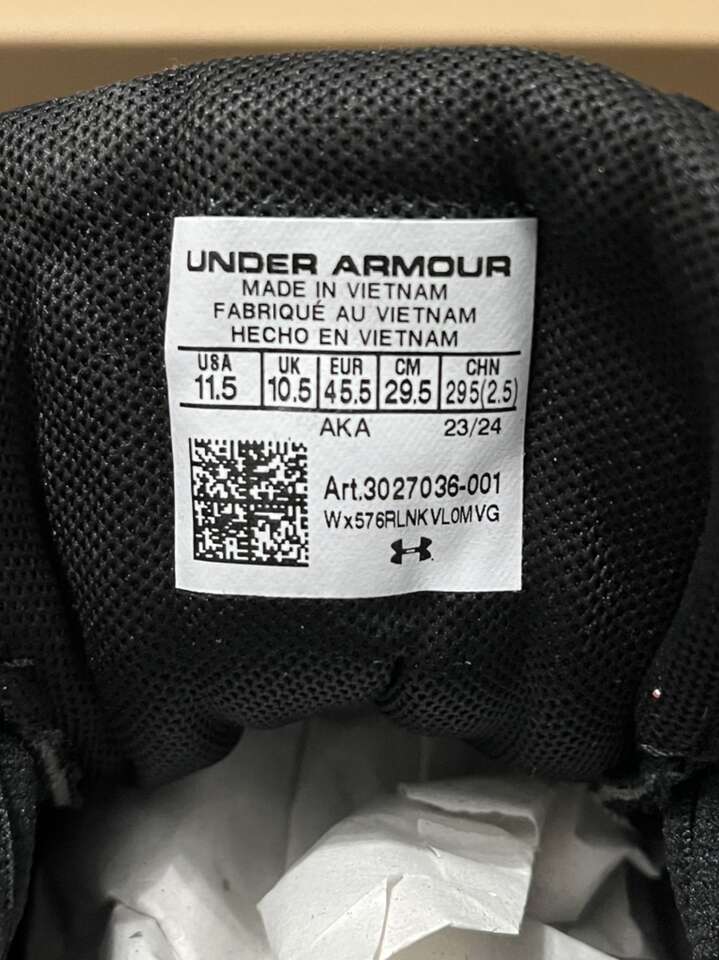 UNDER ARMOUR
MADE IN VIETNAM
FABRIQUÉ AU VIETNAM
HECHO EN VIETNAM
USA UK EUR CM CHN
11.5 10.5 45.5 29.5 295(2.5)
AKA 23/24
Art.3027036-001
Wx576RLNKVL0MVG